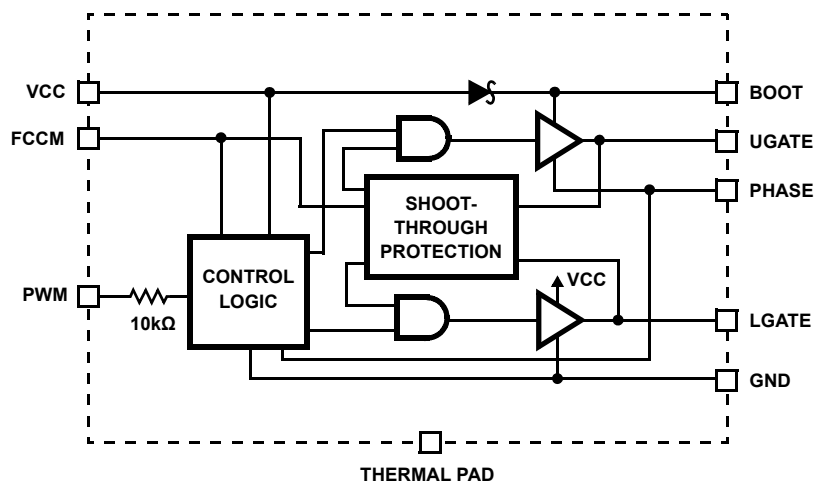 VCC
BOOT
FCCM
UGATE
PHASE
SHOOT-
THROUGH
PROTECTION
CONTROL
LOGIC
VCC
PWM
10kΩ
LGATE
GND
THERMAL PAD